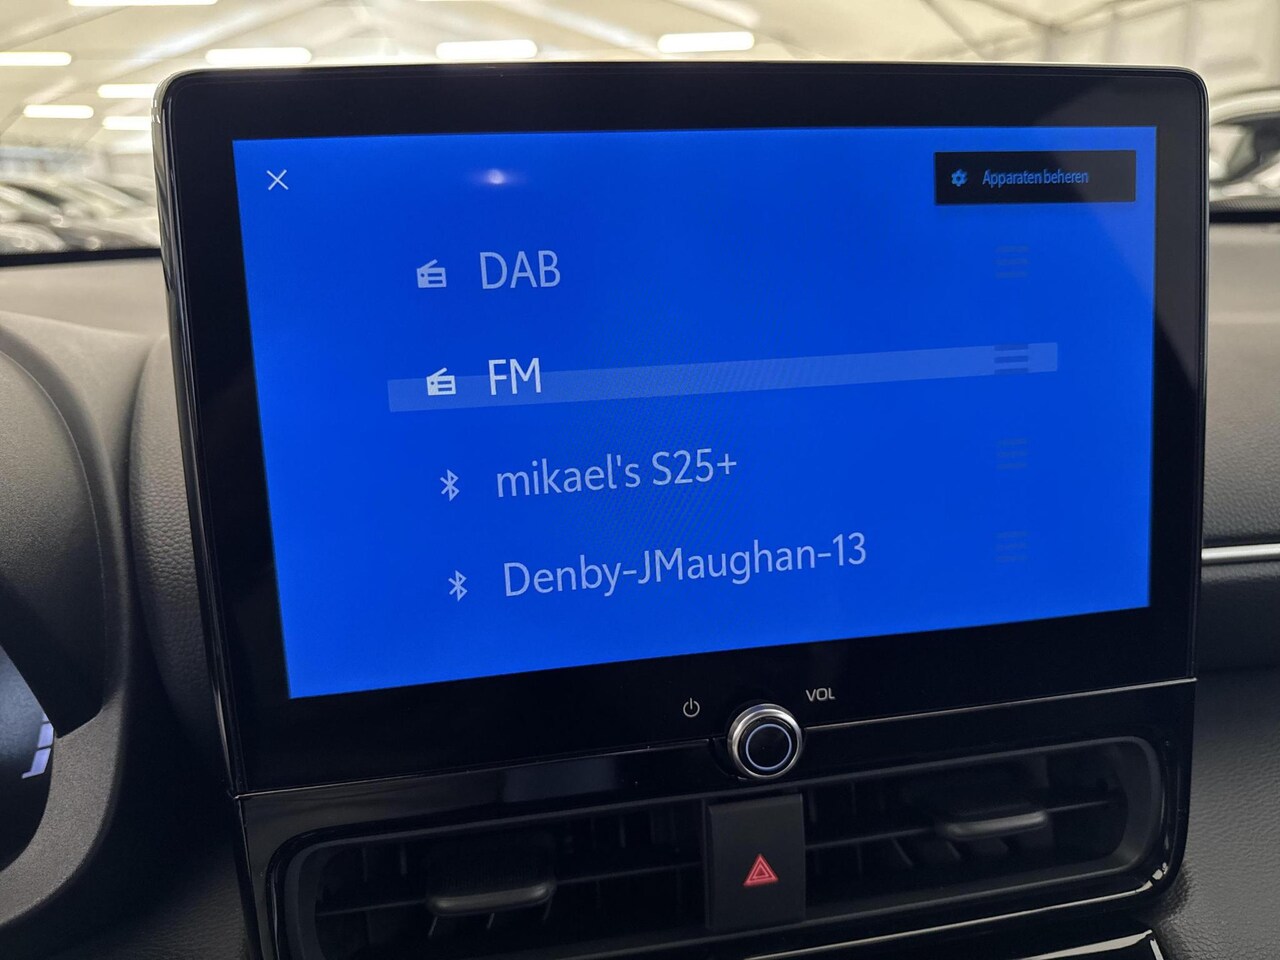 Apparaten beheren
DAB
FM
mikael's S25+
Denby-JMaughan-13
VOL